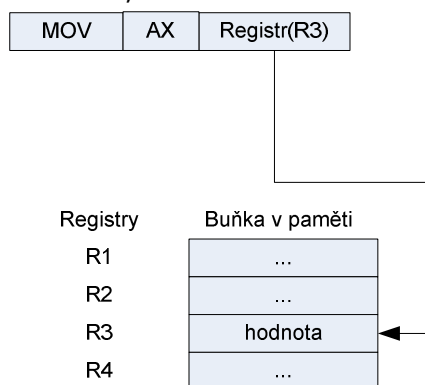 MOV AX Registr(R3)
Registry Buňka v paměti
R1 ...
R2 ...
R3 hodnota
R4 ...